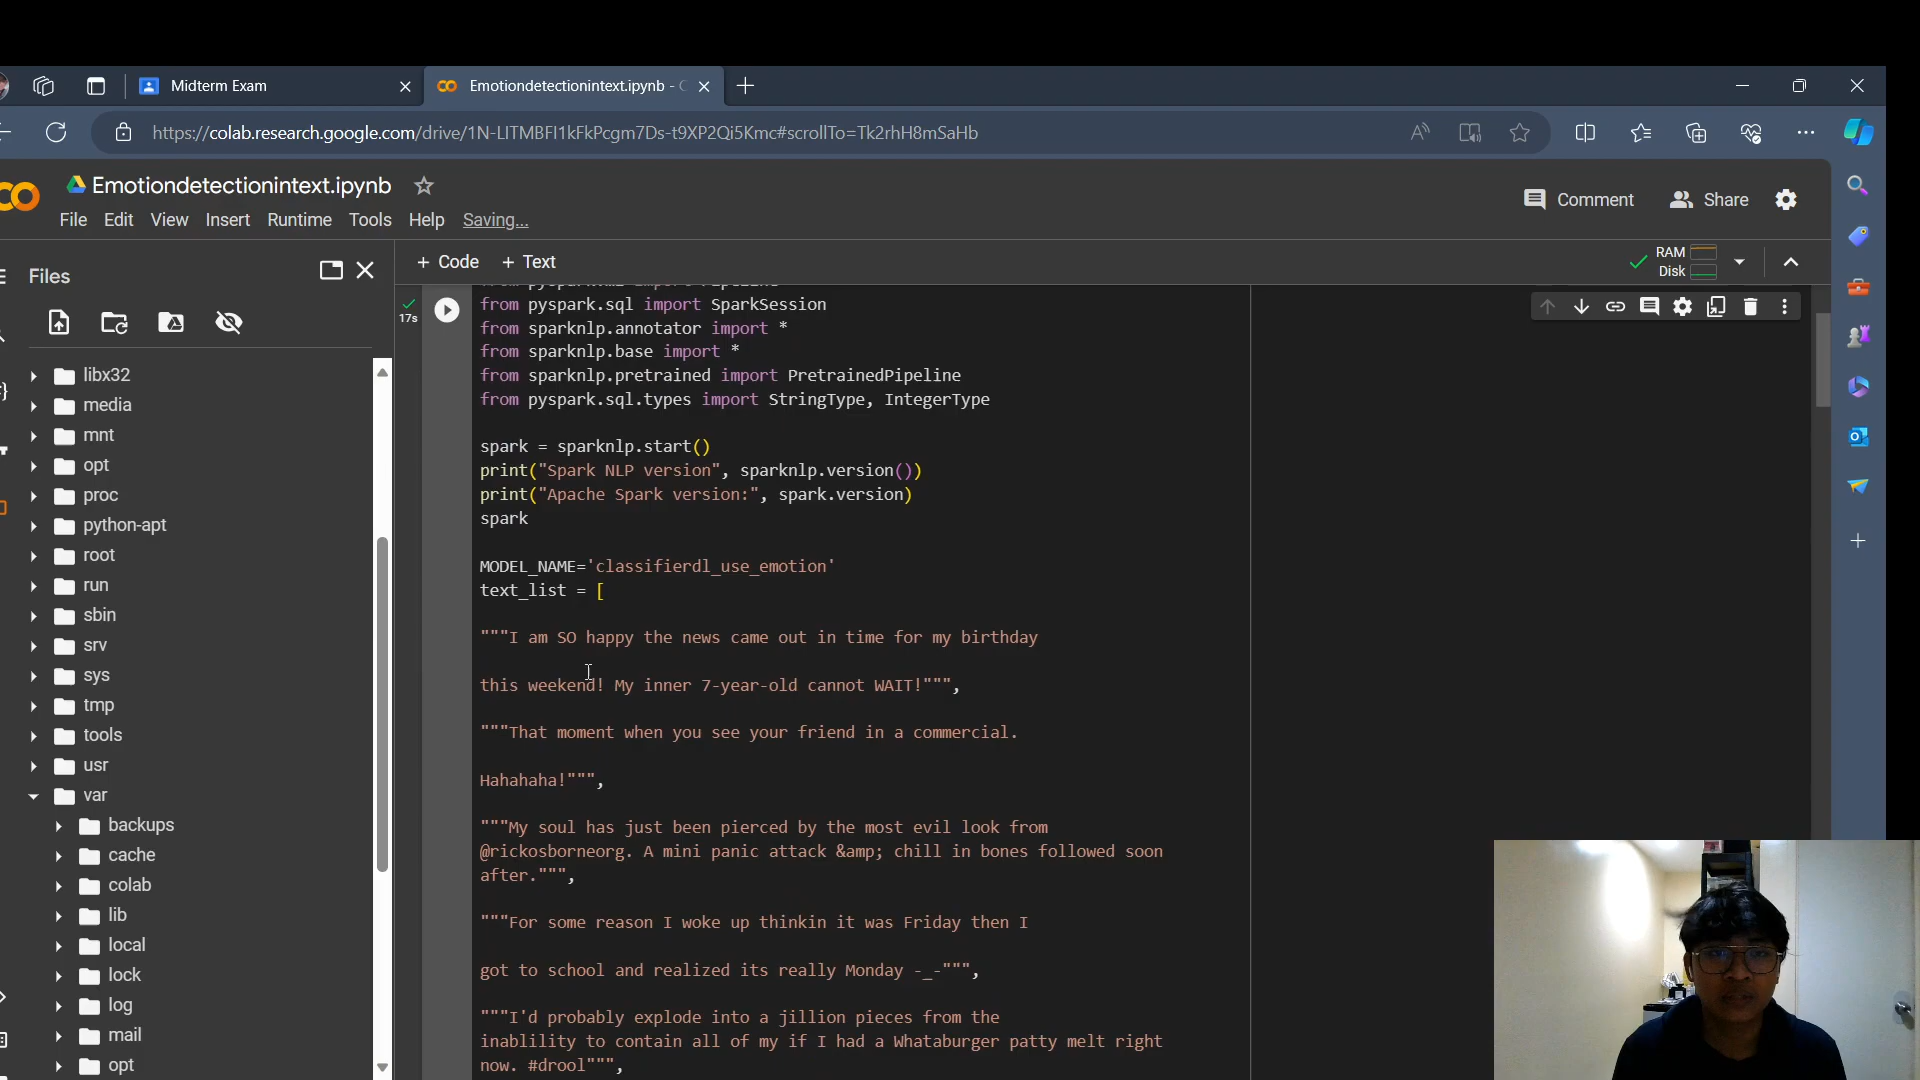 Midterm Exam
Emotiondetectionintext.ipynb - C
https://colab.research.google.com/drive/1N-LITMBFI1kFkPcgm7Ds-t9XP2Qi5Kmc#scrollTo=Tk2rhH8mSaHb
Emotiondetectionintext.ipynb
Comment
Share
File Edit View Insert Runtime Tools Help Saving...
Files
+ Code + Text
RAM
Disk
17s
libx32
media
mnt
opt
proc
python-apt
root
run
sbin
srv
sys
tmp
tools
usr
var
backups
cache
colab
lib
local
lock
log
mail
opt
from pyspark.sql import SparkSession
from sparknlp.annotator import *
from sparknlp.base import *
from sparknlp.pretrained import PretrainedPipeline
from pyspark.sql.types import StringType, IntegerType
spark = sparknlp.start()
print("Spark NLP version", sparknlp.version())
print("Apache Spark version:", spark.version)
spark
MODEL_NAME='classifierdl_use_emotion'
text_list = [
"""I am SO happy the news came out in time for my birthday
this weekend! My inner 7-year-old cannot WAIT!""",
"""That moment when you see your friend in a commercial.
Hahahaha!""",
"""My soul has just been pierced by the most evil look from
@rickosborneorg. A mini panic attack &amp; chill in bones followed soon
after.""",
"""For some reason I woke up thinkin it was Friday then I
got to school and realized its really Monday -_-""",
"""I'd probably explode into a jillion pieces from the
inablility to contain all of my if I had a Whataburger patty melt right
now. #drool""",